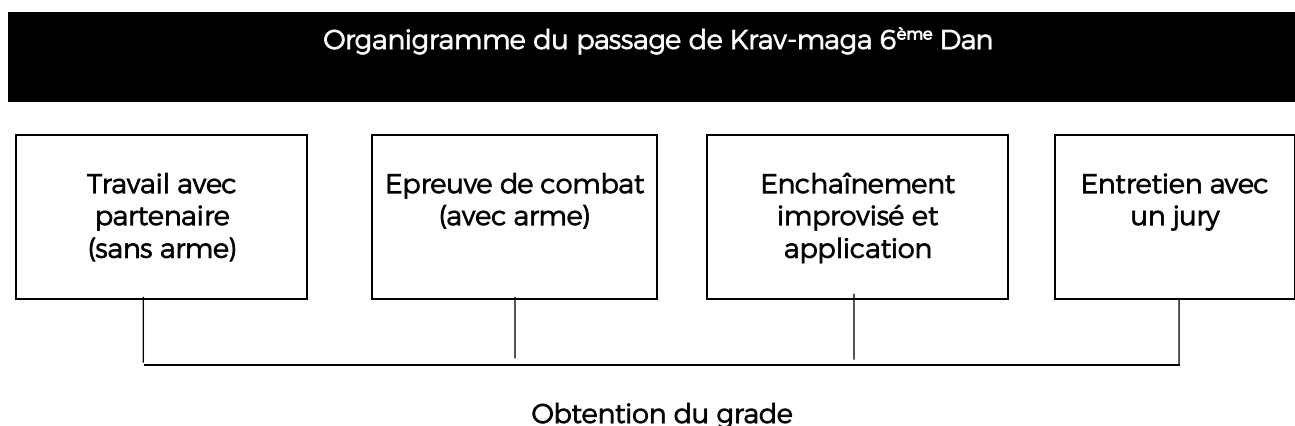 Organigramme du passage de Krav-maga 6ème Dan
Travail avec
partenaire
(sans arme)
Epreuve de combat
(avec arme)
Enchaînement
improvisé et
application
Entretien avec
un jury
Obtention du grade